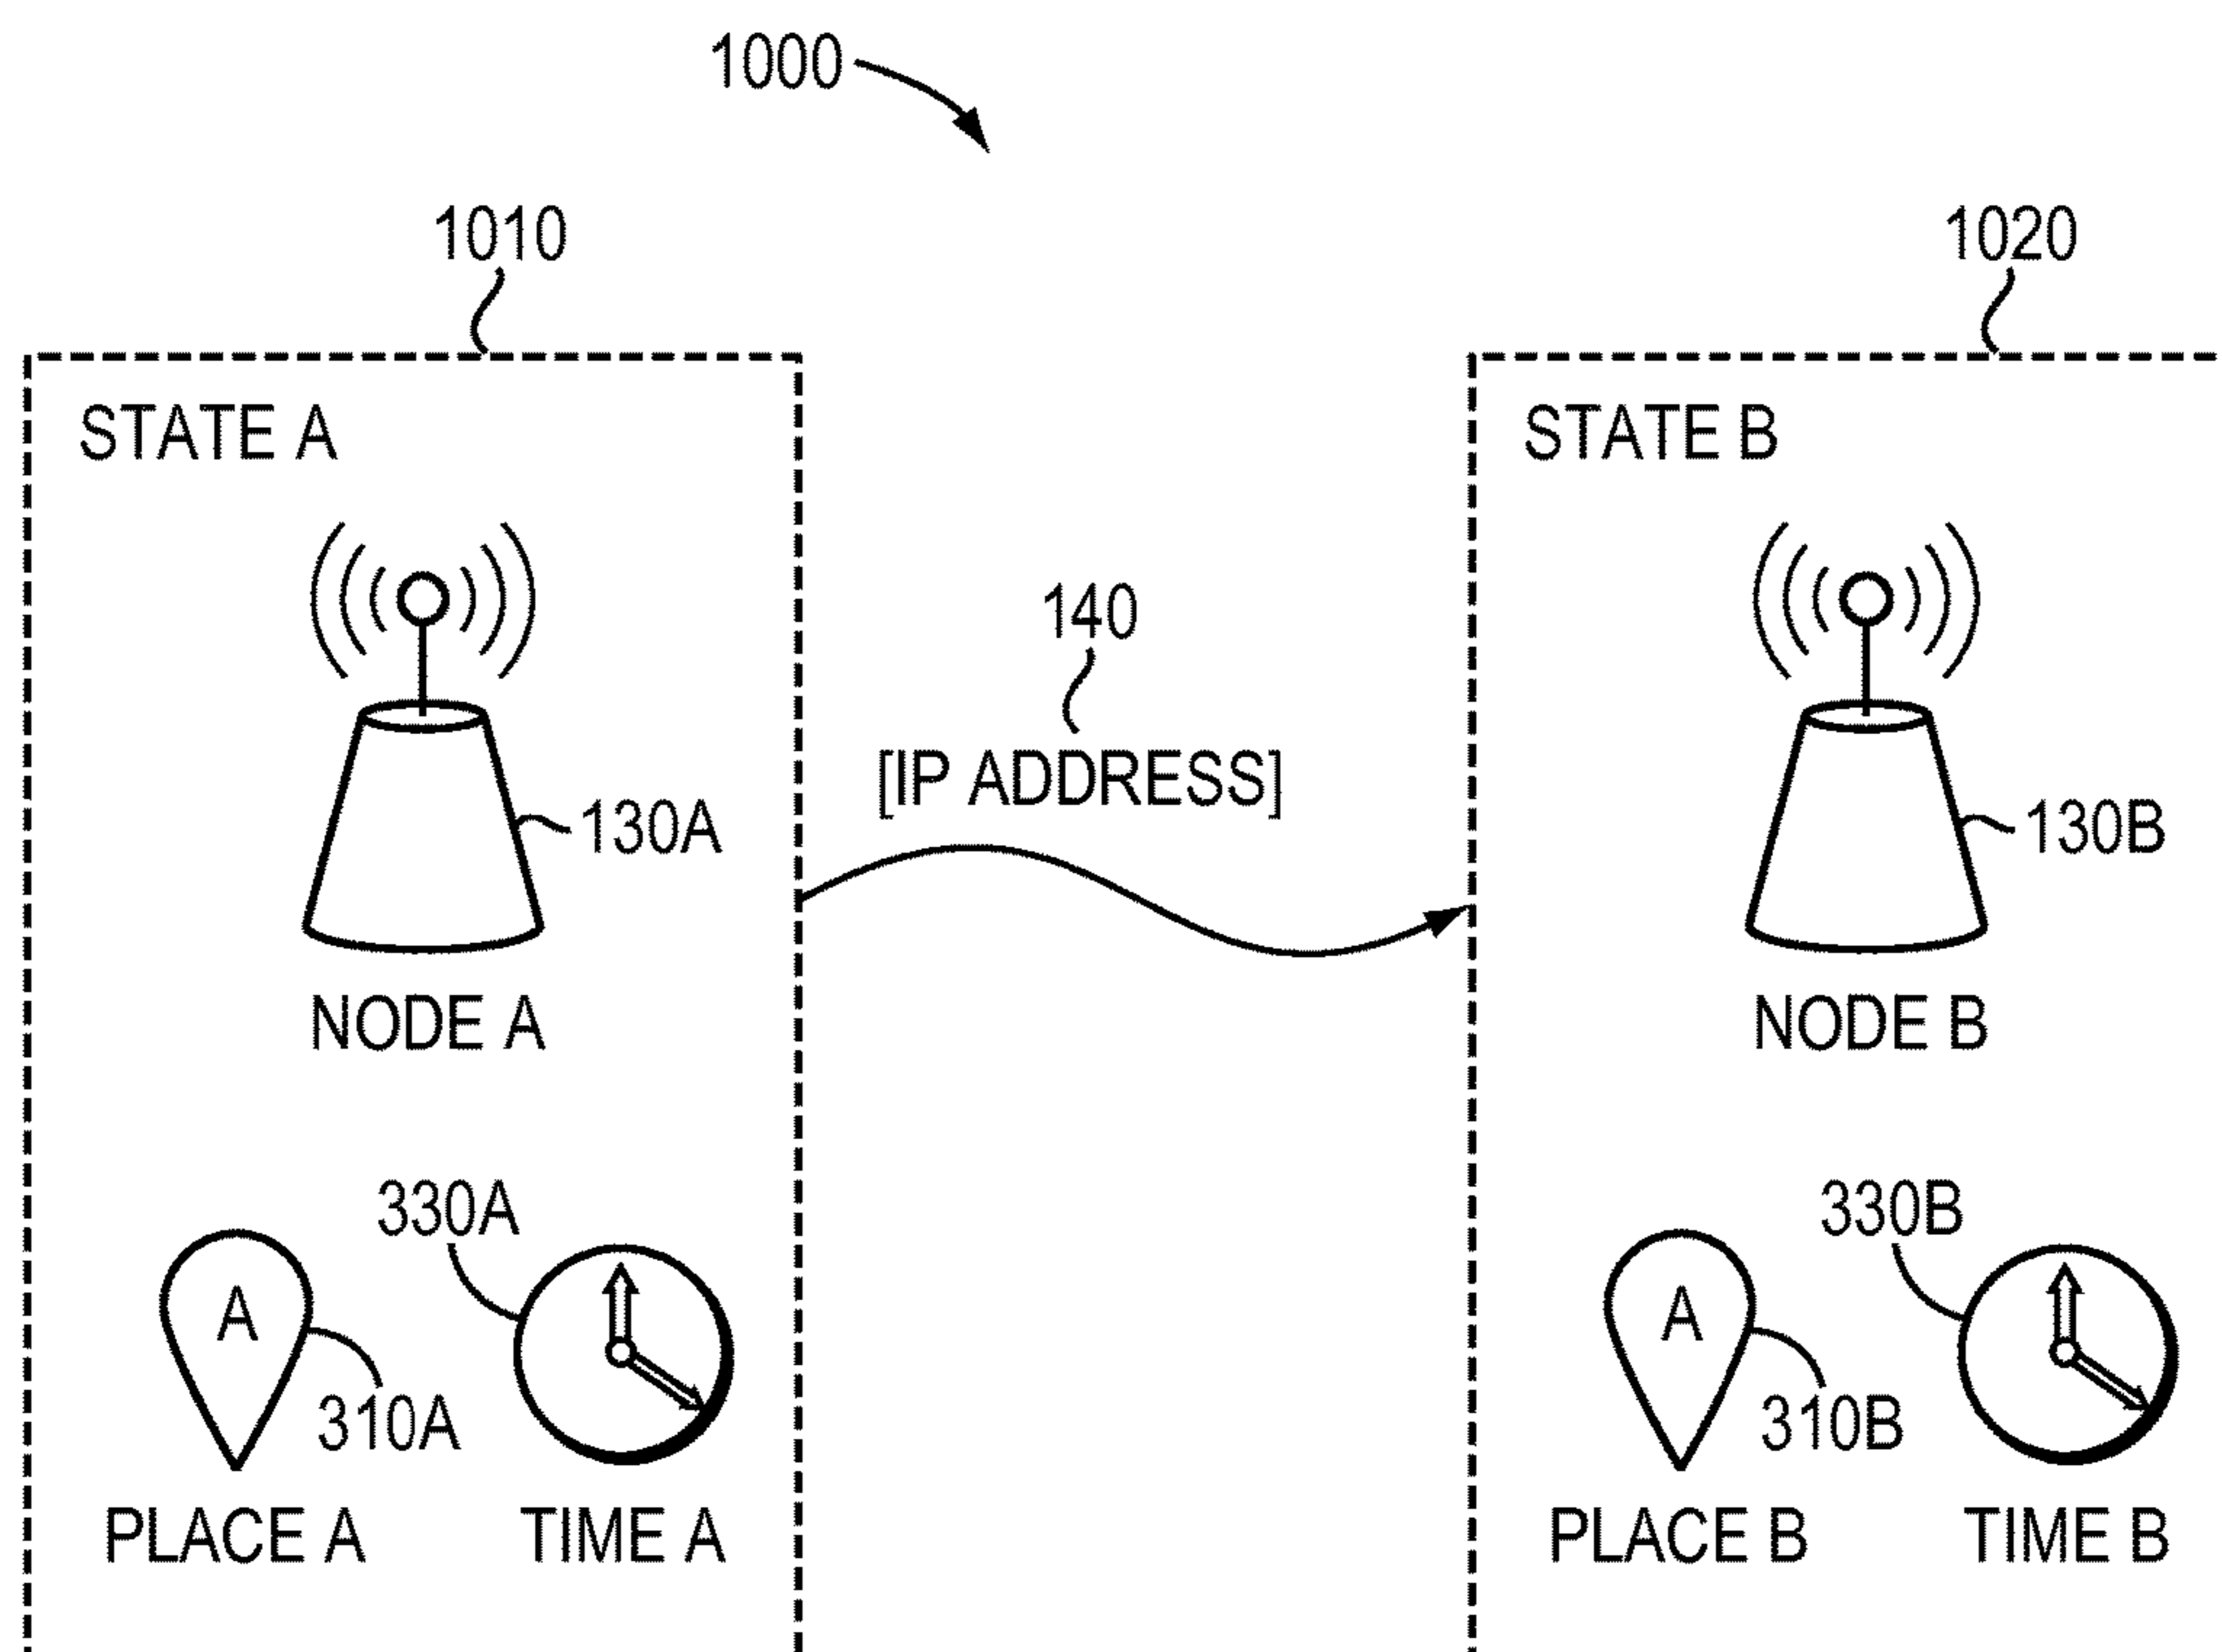 1000
1010
1020
STATE A
STATE B
140
[IP ADDRESS]
130A
130B
NODE A
NODE B
330A
330B
A
A
310A
310B
PLACE A
TIME A
PLACE B
TIME B